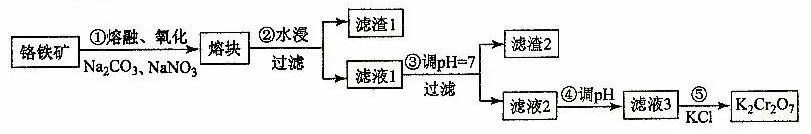 铬铁矿
①熔融、氧化
Na₂CO₃、NaNO₃
熔块
②水浸
过滤
滤渣1
滤液1
③调pH=7
过滤
滤渣2
滤液2
④调pH
滤液3
⑤
KCl
K₂Cr₂O₇